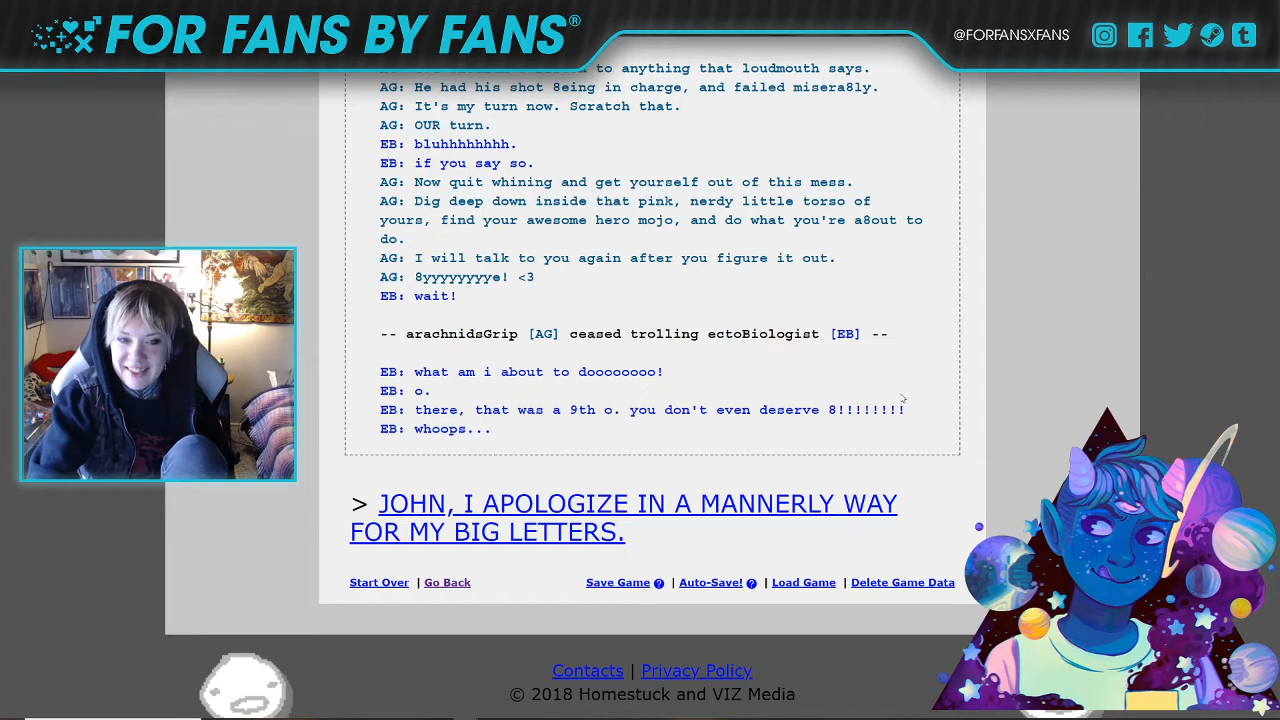 FOR FANS BY FANS®
@FORFANSXFANS
to anything that loudmouth says.
AG: He had his shot 8eing in charge, and failed misera8ly.
AG: It's my turn now. Scratch that.
AG: OUR turn.
EB: bluhhhhhhh.
EB: if you say so.
AG: Now quit whining and get yourself out of this mess.
AG: Dig deep down inside that pink, nerdy little torso of
yours, find your awesome hero mojo, and do what you're a8out to
do.
AG: I will talk to you again after you figure it out.
AG: 8yyyyyyyye! <3
EB: wait!
-- arachnidsGrip [AG] ceased trolling ectoBiologist [EB] --
EB: what am i about to doooooooo!
EB: o.
EB: there, that was a 9th o. you don't even deserve 8!!!!!!!!
EB: whoops...
> JOHN, I APOLOGIZE IN A MANNERLY WAY
FOR MY BIG LETTERS.
Start Over | Go Back Save Game ? | Auto-Save! ? | Load Game | Delete Game Data
Contacts | Privacy Policy
© 2018 Homestuck and VIZ Media